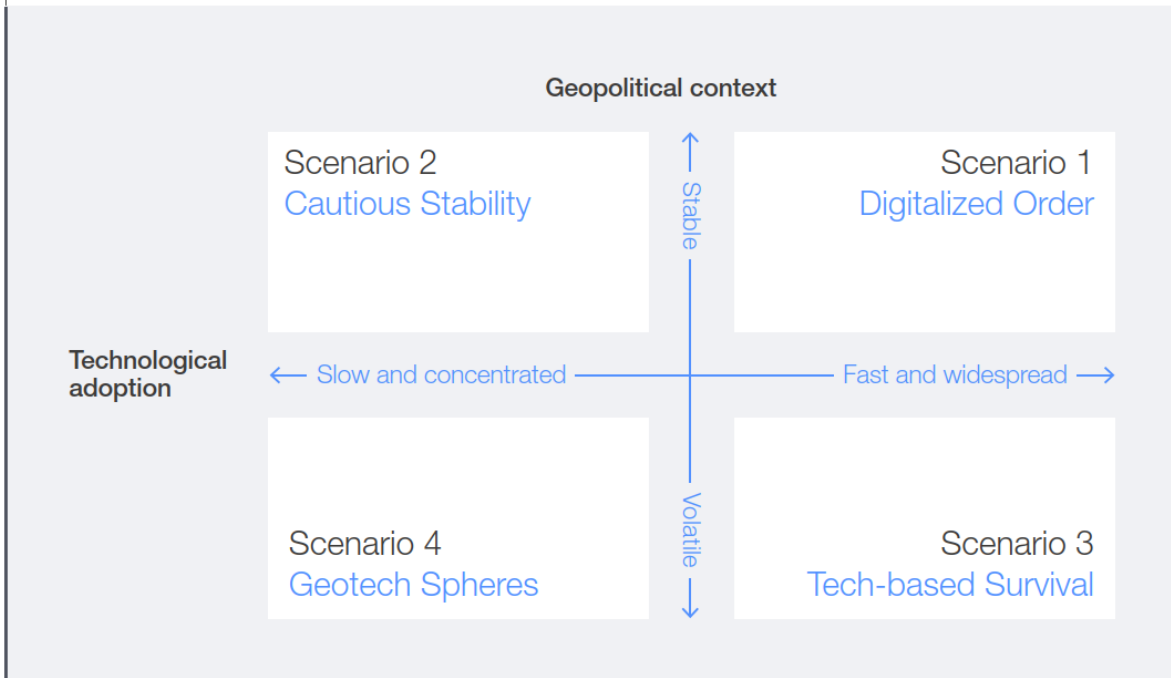 Geopolitical context
Scenario 2
Cautious Stability
Stable
Scenario 1
Digitalized Order
Technological
adoption
Slow and concentrated
Fast and widespread
Scenario 4
Geotech Spheres
Volatile
Scenario 3
Tech-based Survival